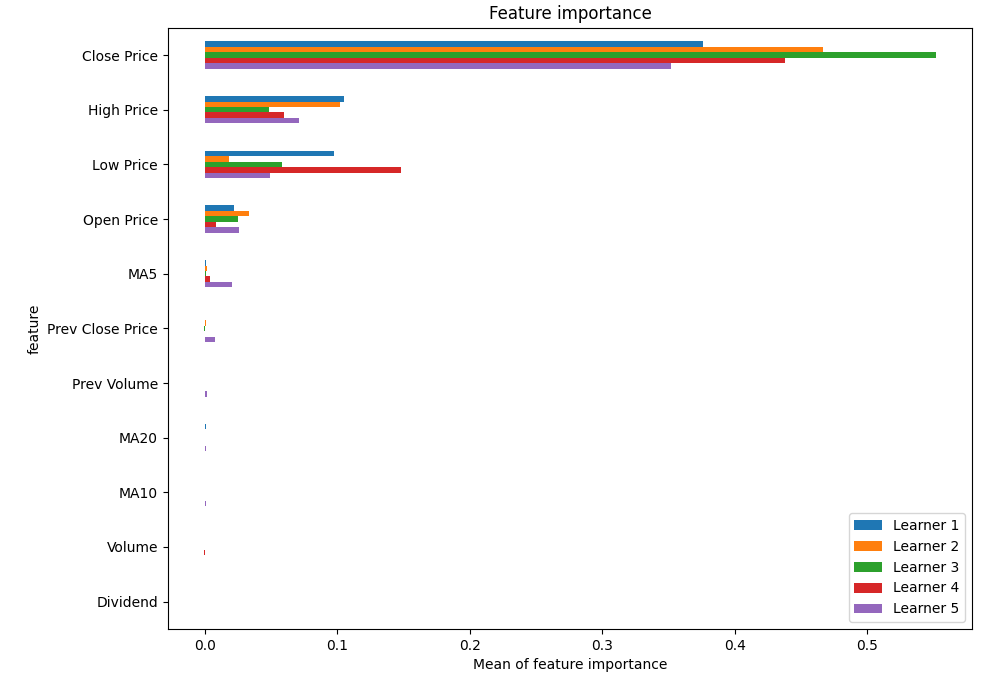 Feature importance
Close Price
High Price
Low Price
Open Price
MA5
Prev Close Price
Prev Volume
MA20
MA10
Volume
Dividend
feature
0.0 0.1 0.2 0.3 0.4 0.5
Mean of feature importance
Learner 1
Learner 2
Learner 3
Learner 4
Learner 5